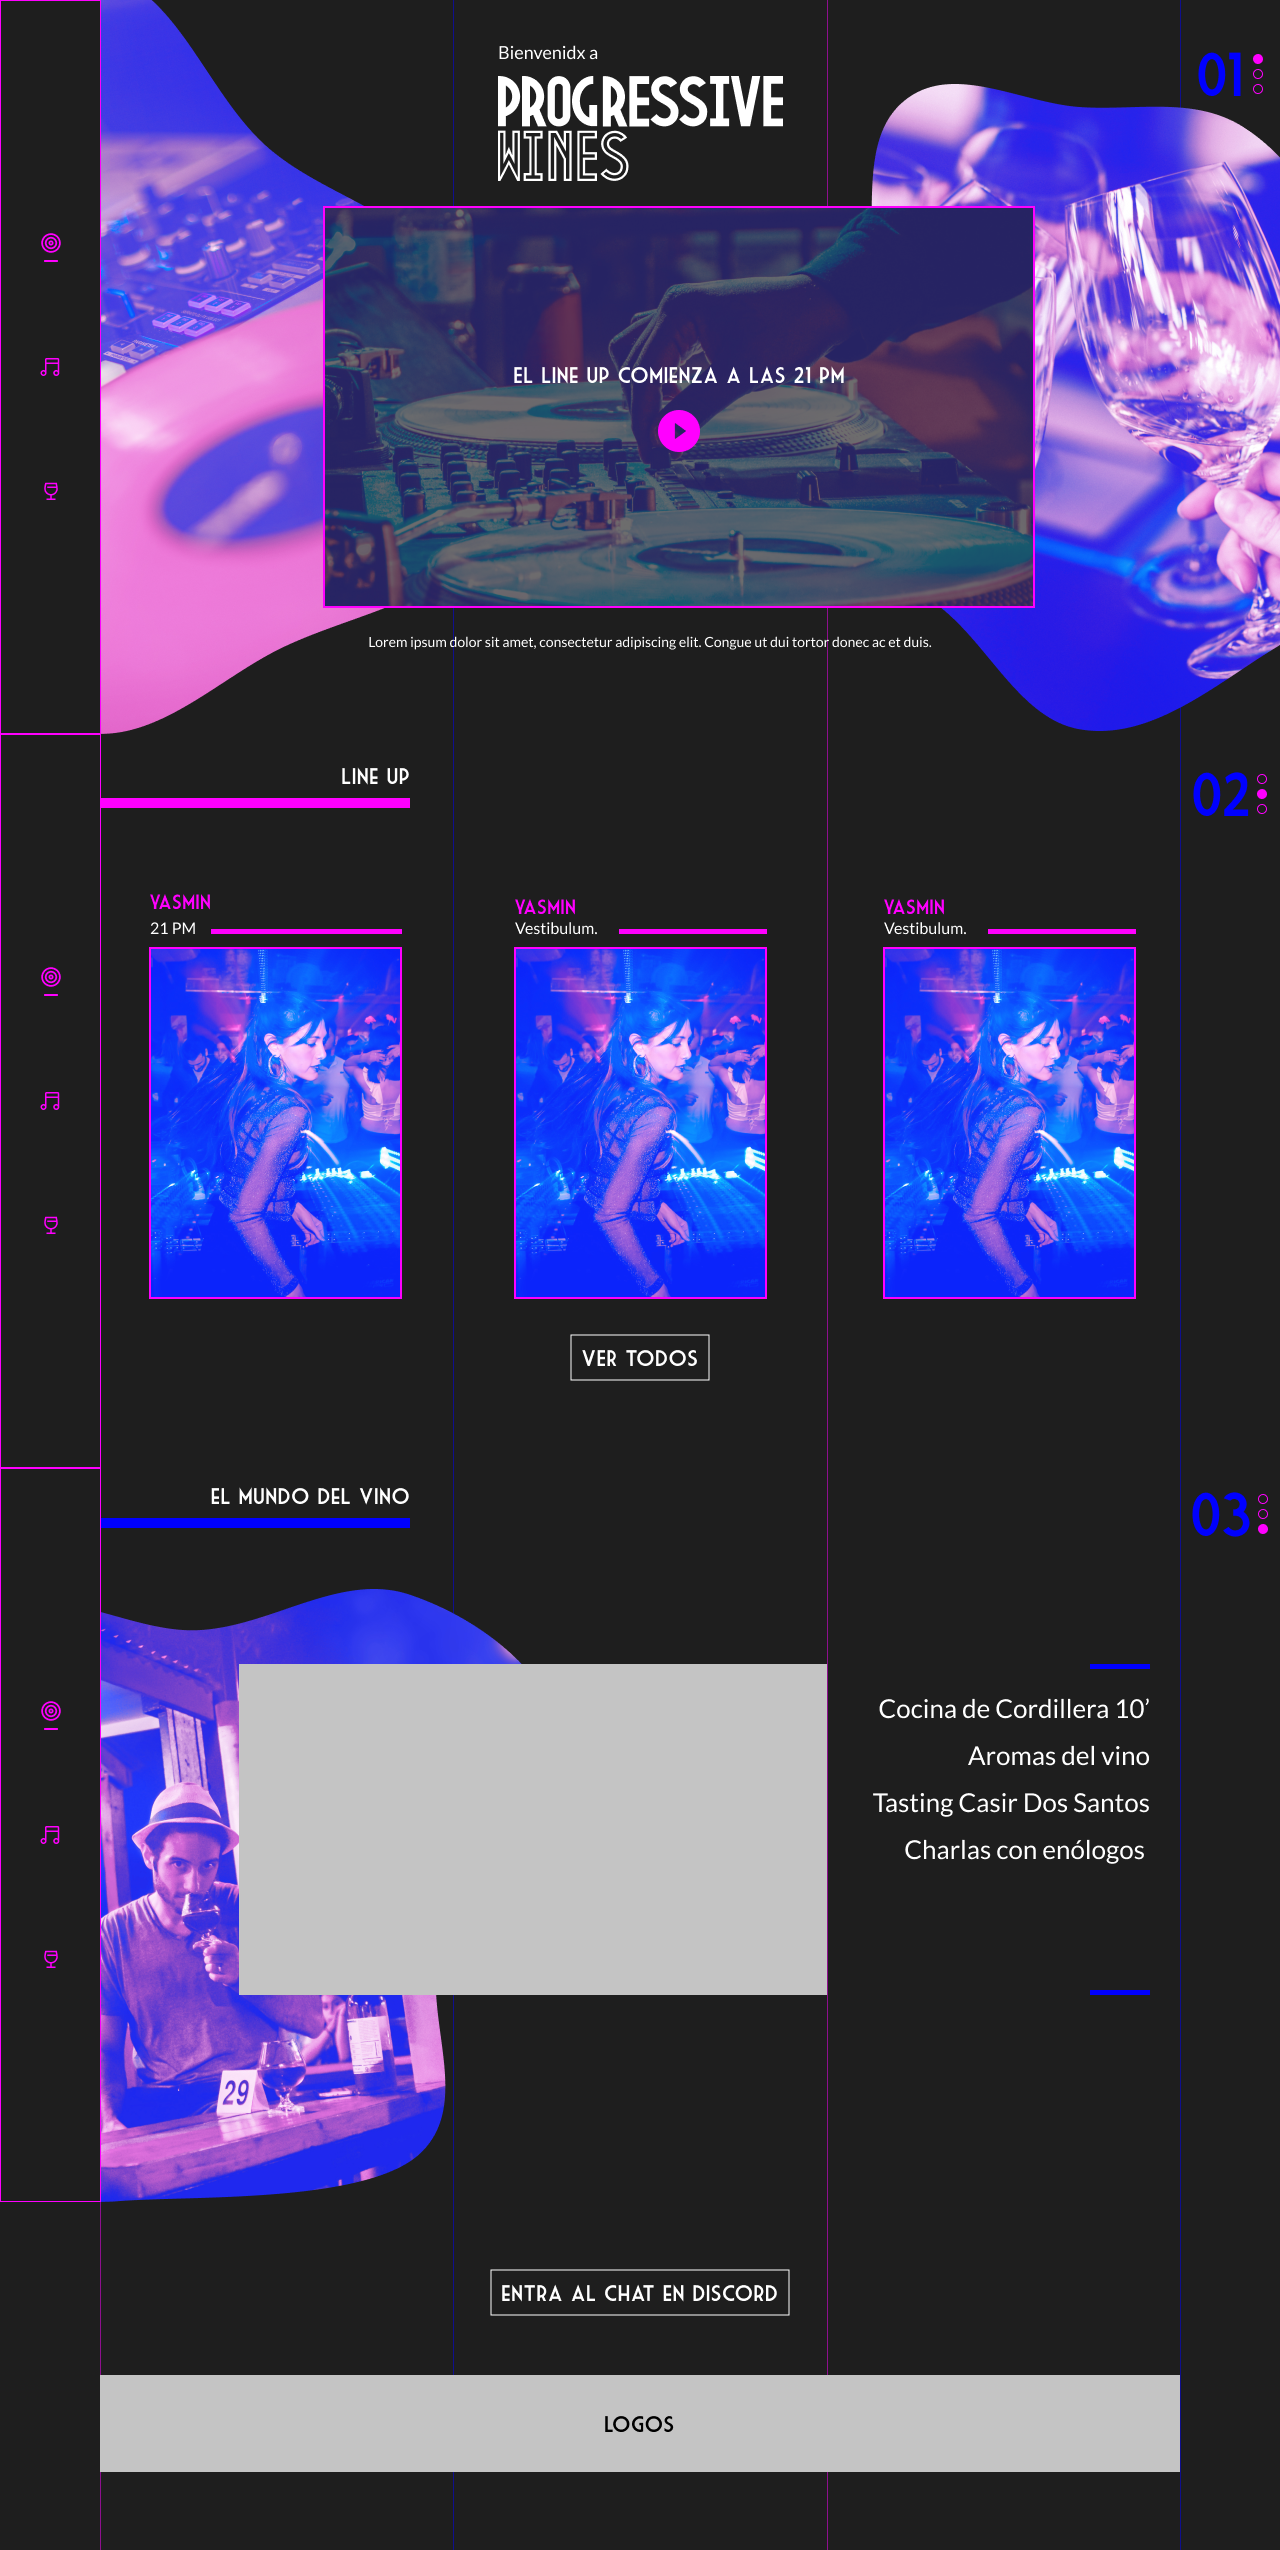 Bienvenidx a
PROGRESSIVE
WINES
01
EL LINE UP COMIENZA A LAS 21 PM
Lorem ipsum dolor sit amet, consectetur adipiscing elit. Congue ut dui tortor donec ac et duis.
LINE UP
02
YASMIN
21 PM
YASMIN
Vestibulum.
YASMIN
Vestibulum.
VER TODOS
EL MUNDO DEL VINO
03
Cocina de Cordillera 10’
Aromas del vino
Tasting Casir Dos Santos
Charlas con enólogos
29
ENTRA AL CHAT EN DISCORD
LOGOS